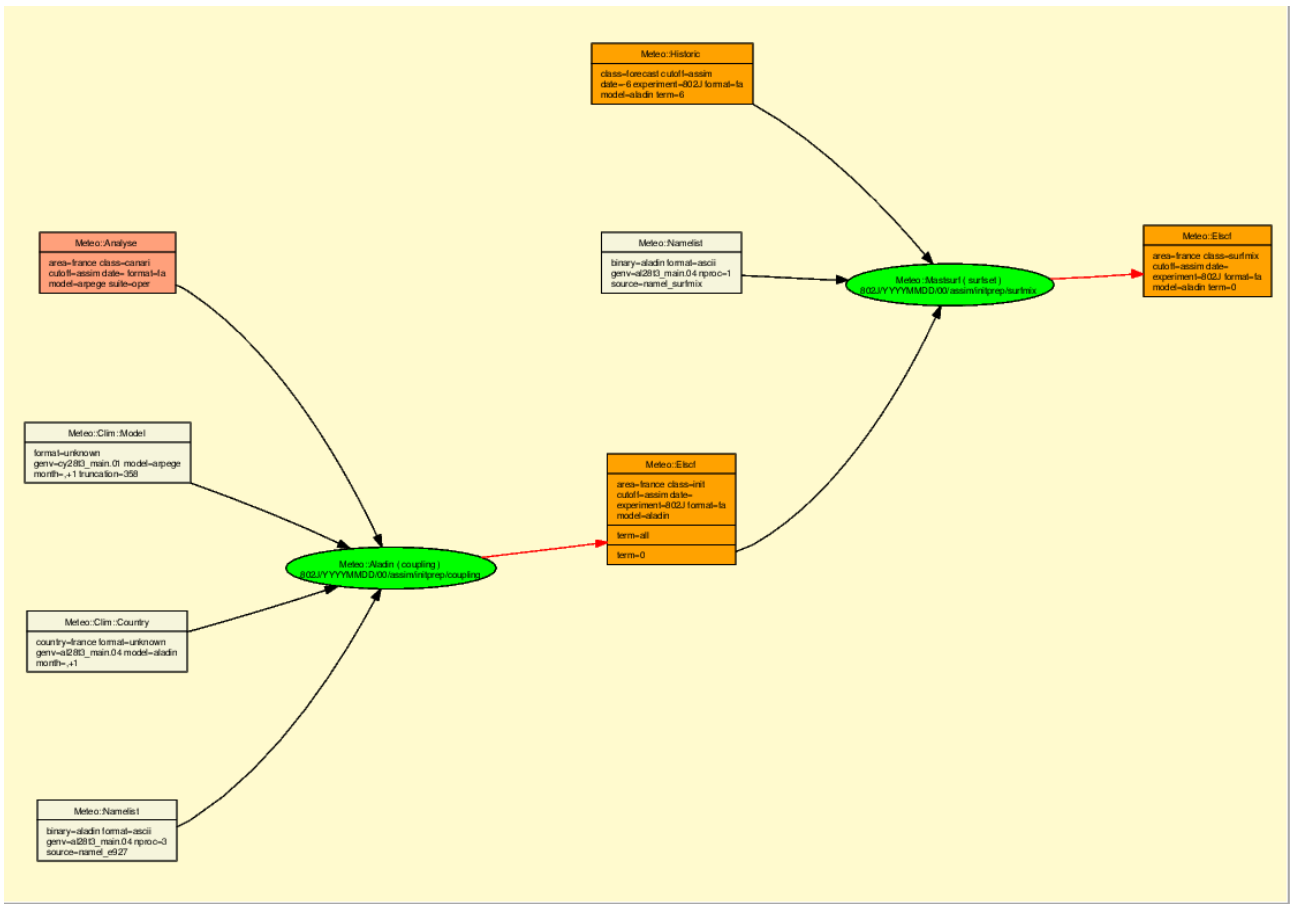 Meteo::Historic
class=forecast cutoff=assim
date=-6 experiment=802J format=fa
model=aladin term=6
Meteo::Analyse
area=france class=canari
cutoff=assim date= format=fa
model=arpege suite=oper
Meteo::Namelist
binary=aladin format=ascii
genv=al28t3_main.04 nproc=1
source=namel_surfmix
Meteo::Mastsurf ( surfset )
802J/YYYYMMDD/00/assim/initprep/surfmix
Meteo::Elscf
area=france class=surfmix
cutoff=assim date=
experiment=802J format=fa
model=aladin term=0
Meteo::Clim::Model
format=unknown
genv=cy28t3_main.01 model=arpege
month=,+1 truncation=358
Meteo::Elscf
area=france class=init
cutoff=assim date=
experiment=802J format=fa
model=aladin
term=all
term=0
Meteo::Aladin ( coupling )
802J/YYYYMMDD/00/assim/initprep/coupling
Meteo::Clim::Country
country=france format=unknown
genv=al28t3_main.04 model=aladin
month=,+1
Meteo::Namelist
binary=aladin format=ascii
genv=al28t3_main.04 nproc=3
source=namel_e927